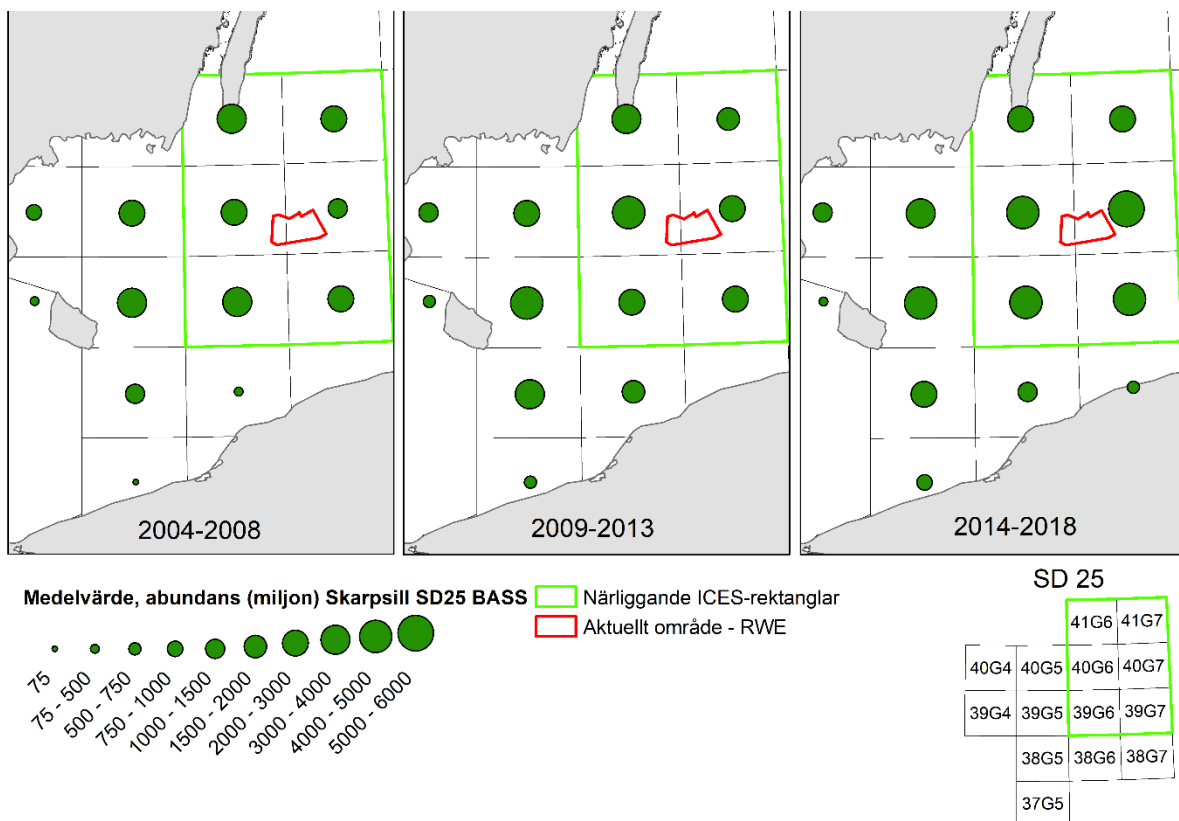 2004-2008
2009-2013
2014-2018
Medelvärde, abundans (miljon) Skarpsill SD25 BASS
75
75 - 500
500 - 750
750 - 1000
1000 - 1500
1500 - 2000
2000 - 3000
3000 - 4000
4000 - 5000
5000 - 6000
Närliggande ICES-rektanglar
Aktuellt område - RWE
SD 25
41G6 41G7
40G4 40G5 40G6 40G7
39G4 39G5 39G6 39G7
38G5 38G6 38G7
37G5